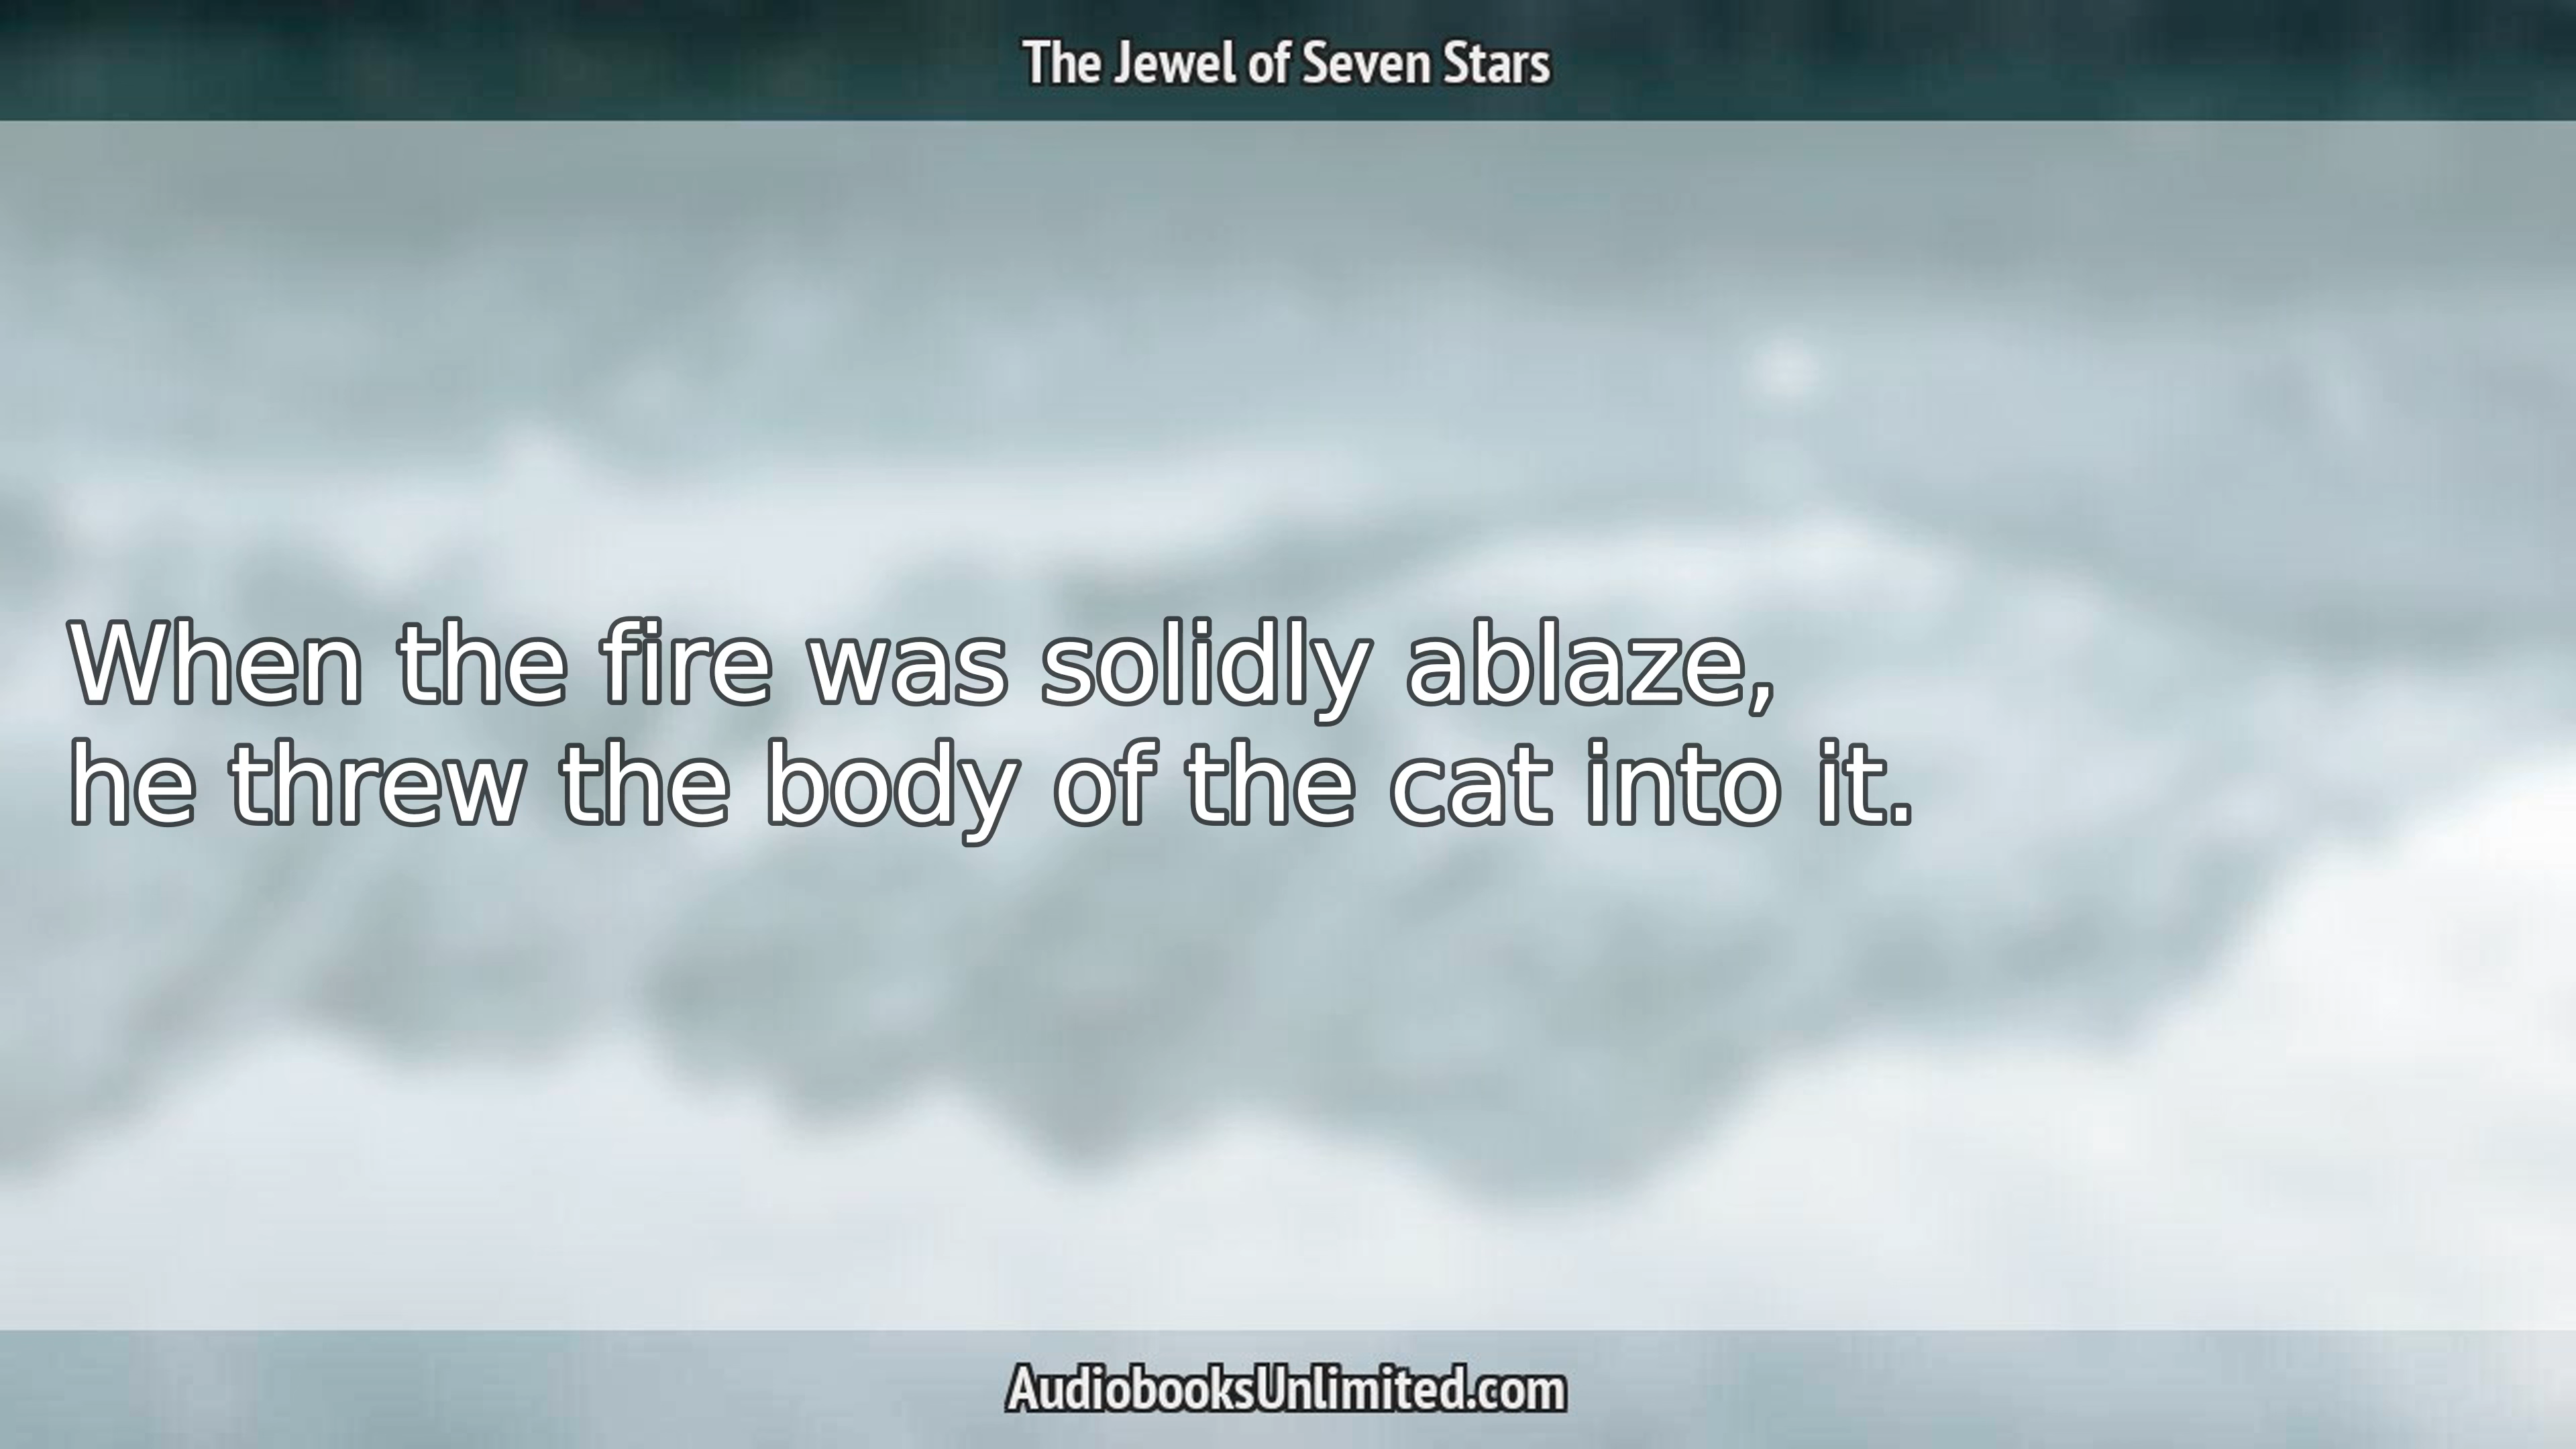 The Jewel of Seven Stars
When the fire was solidly ablaze,
he threw the body of the cat into it.
AudiobooksUnlimited.com